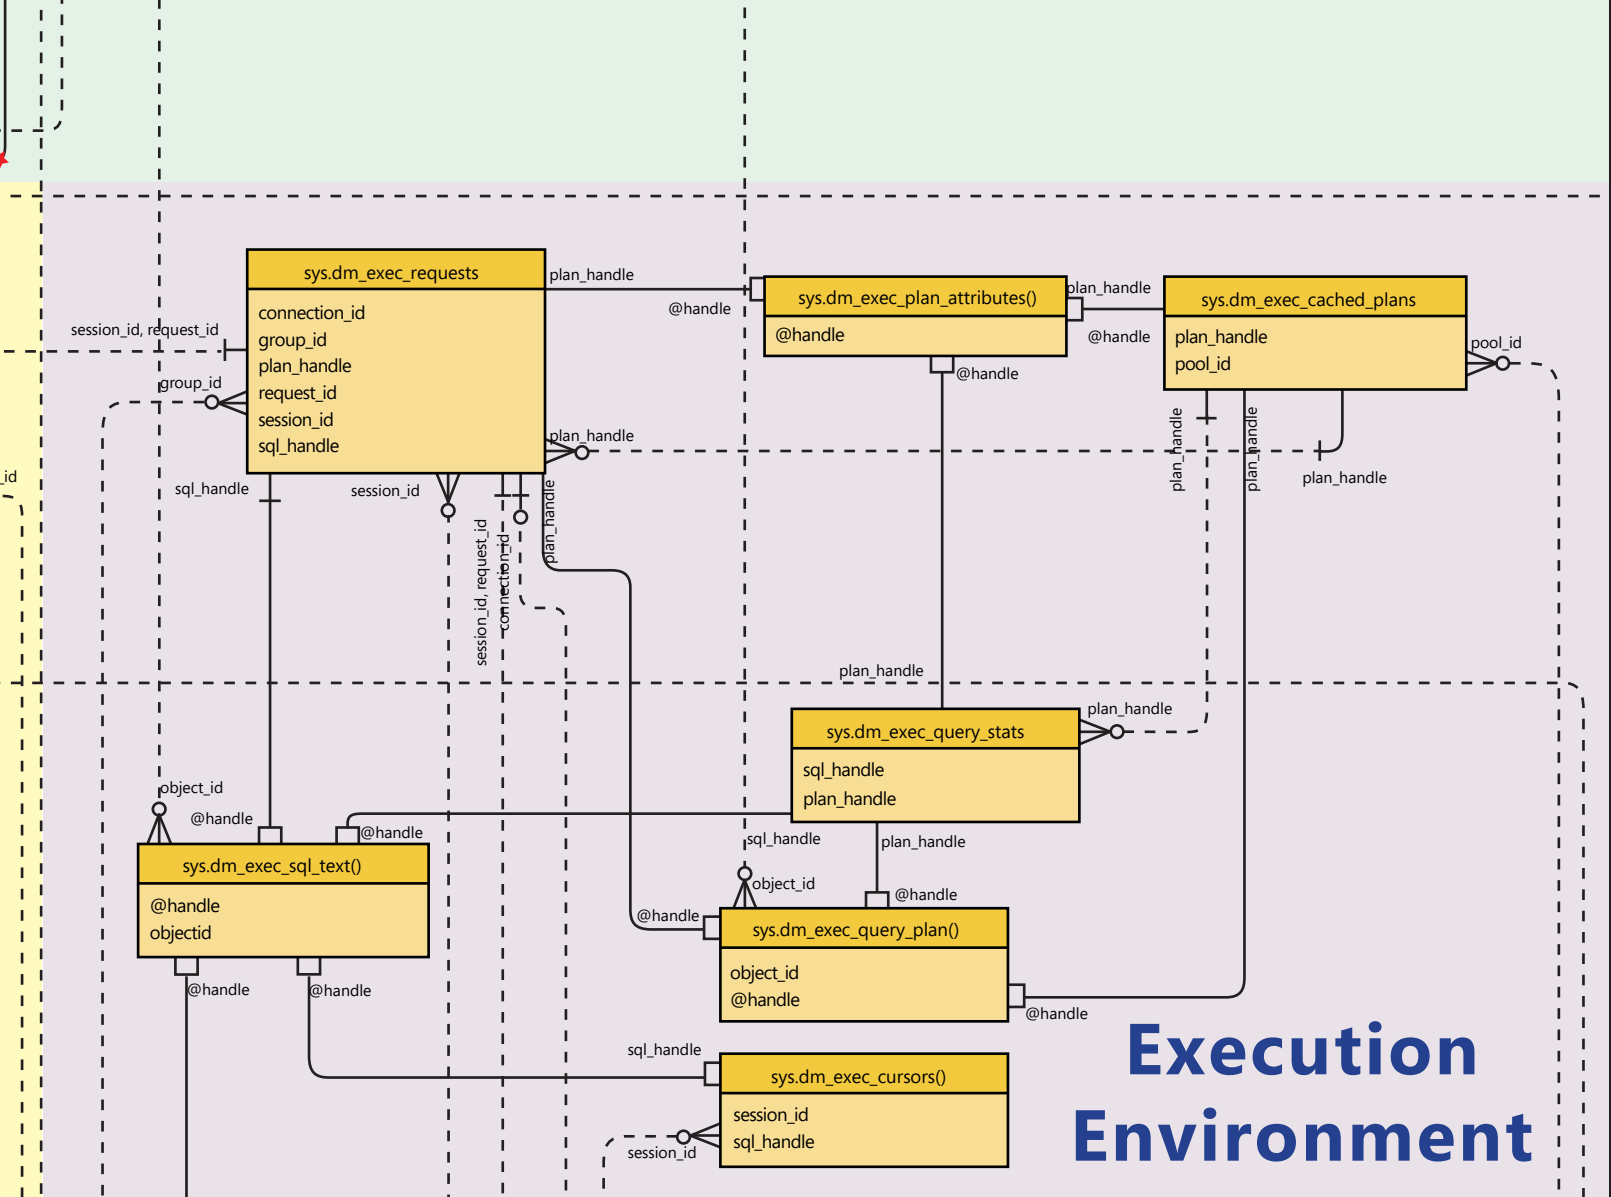 sys.dm_exec_requests
connection_id
group_id
plan_handle
request_id
session_id
sql_handle
session_id, request_id
group_id
_id
plan_handle
@handle
sys.dm_exec_plan_attributes()
@handle
@handle
plan_handle
@handle
sys.dm_exec_cached_plans
plan_handle
pool_id
pool_id
plan_handle
plan_handle
plan_handle
plan_handle
sql_handle
session_id
session_id, request_id
connection_id
plan_handle
plan_handle
sys.dm_exec_query_stats
sql_handle
plan_handle
plan_handle
object_id
@handle
@handle
sys.dm_exec_sql_text()
@handle
objectid
@handle
@handle
sql_handle
plan_handle
object_id
@handle
@handle
sys.dm_exec_query_plan()
object_id
@handle
@handle
sql_handle
sys.dm_exec_cursors()
session_id
sql_handle
session_id
Execution
Environment